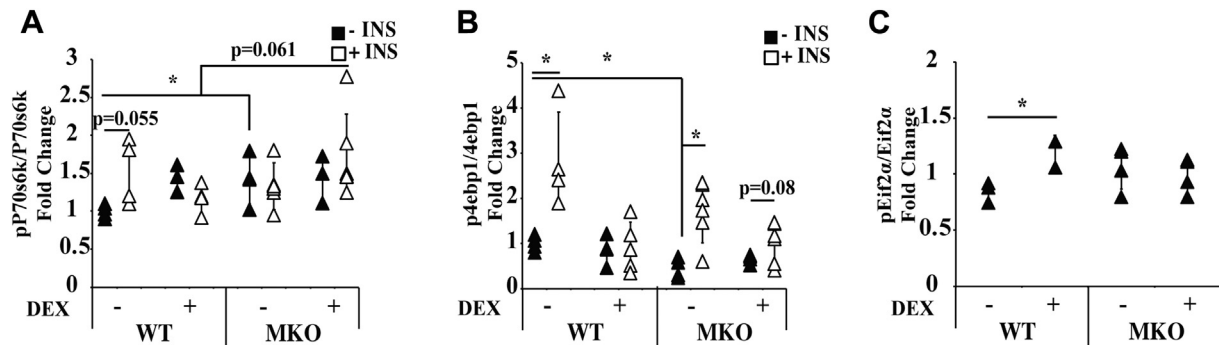 A
▲- INS
△+ INS
p=0.061
*
p=0.055
pP70s6k/P70s6k
Fold Change
3
2.5
2
1.5
1
0.5
0
DEX - + - +
WT MKO
B
■- INS
□+ INS
* *
*
p=0.08
p4ebp1/4ebp1
Fold Change
5
4
3
2
1
0
DEX - + - +
WT MKO
C
*
pEif2α/Eif2α
Fold Change
2
1.5
1
0.5
0
DEX - + - +
WT MKO